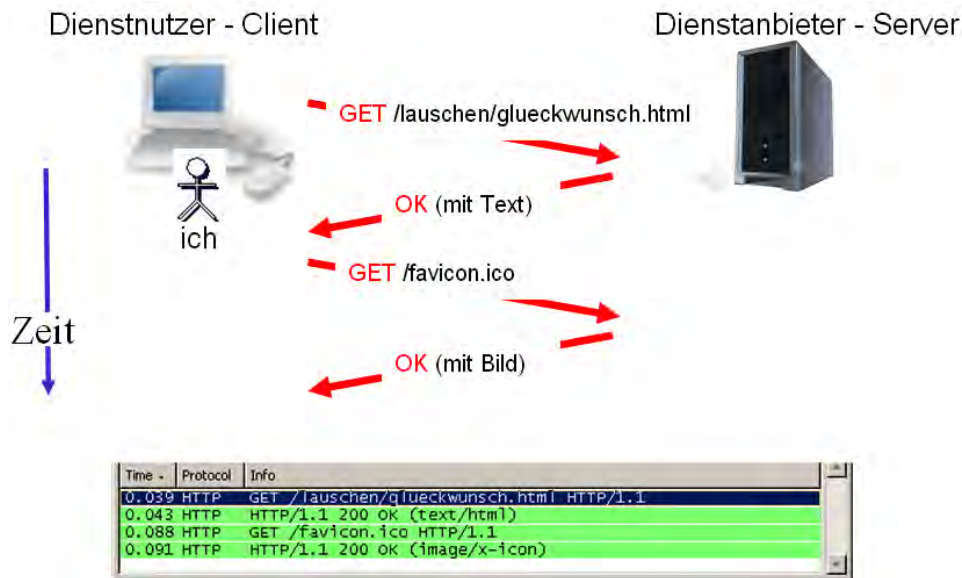 Dienstnutzer - Client
Dienstanbieter - Server
GET /lauschen/glueckwunsch.html
OK (mit Text)
ich
GET /favicon.ico
Zeit
OK (mit Bild)
Time Protocol Info
0.039 HTTP GET /lauschen/glueckwunsch.html HTTP/1.1
0.043 HTTP HTTP/1.1 200 OK (text/html)
0.088 HTTP GET /favicon.ico HTTP/1.1
0.091 HTTP HTTP/1.1 200 OK (image/x-icon)